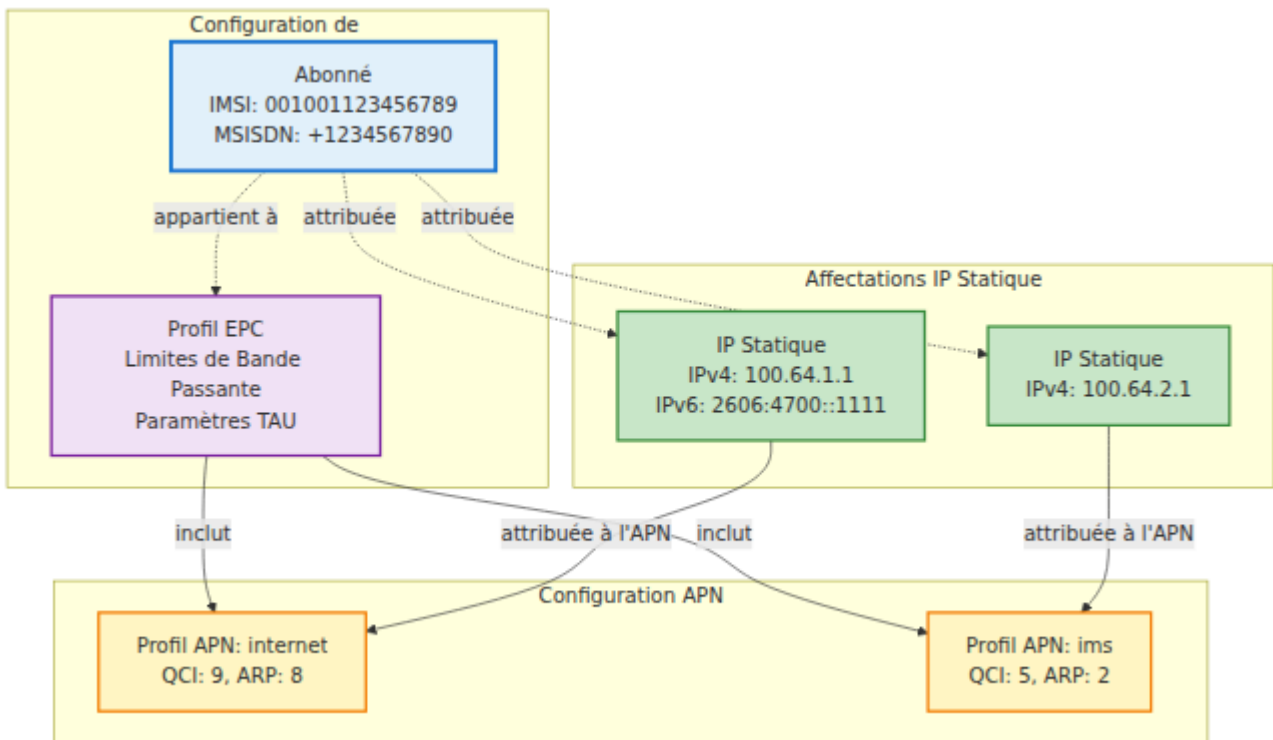 Configuration de
Abonné
IMSI: 001001123456789
MSISDN: +1234567890
appartient à
attribuée
attribuée
Affectations IP Statique
Profil EPC
Limites de Bande
Passante
Paramètres TAU
IP Statique
IPv4: 100.64.1.1
IPv6: 2606:4700::1111
IP Statique
IPv4: 100.64.2.1
inclut
attribuée à l'APN
inclut
attribuée à l'APN
Configuration APN
Profil APN: internet
QCI: 9, ARP: 8
Profil APN: ims
QCI: 5, ARP: 2